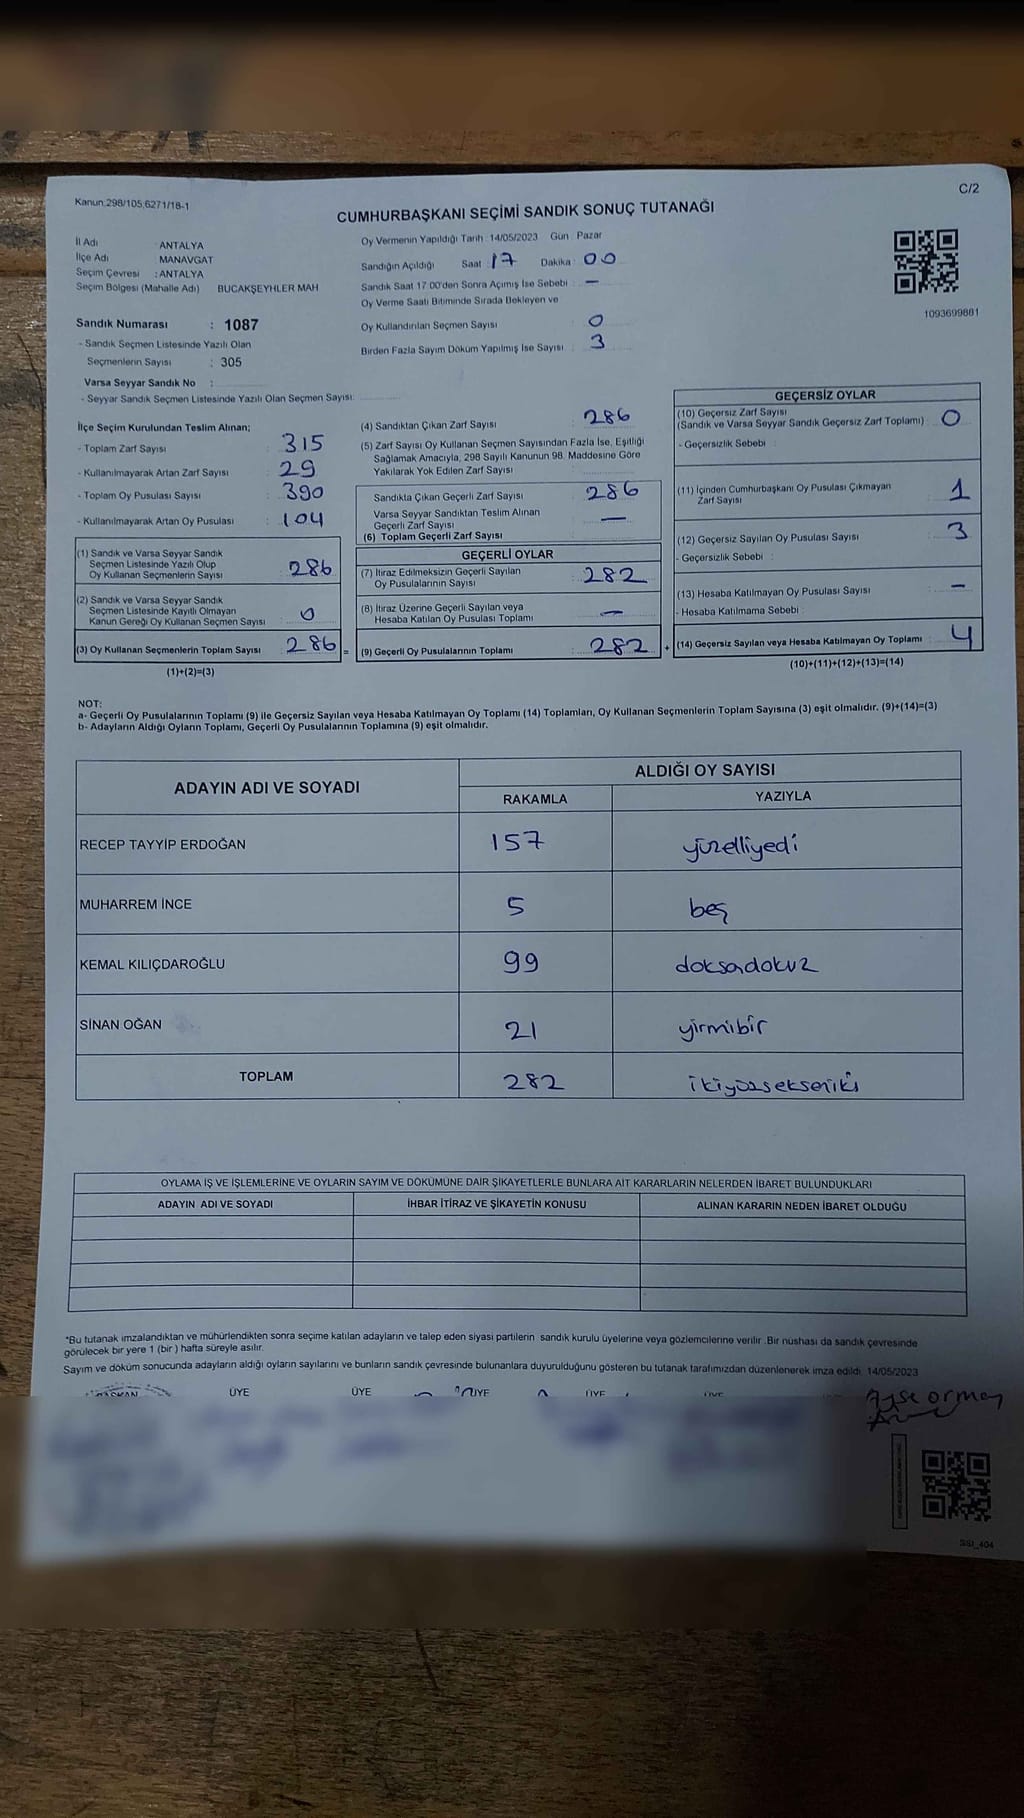 Kanun:298/105;6271/18-1
C/2
CUMHURBAŞKANI SEÇİMİ SANDIK SONUÇ TUTANAĞI
İl Adı : ANTALYA
İlçe Adı : MANAVGAT
Seçim Çevresi : ANTALYA
Seçim Bölgesi (Mahalle Adı) BUCAKŞEYHLER MAH
Sandık Numarası : 1087
- Sandık Seçmen Listesinde Yazılı Olan
Seçmenlerin Sayısı : 305
Varsa Seyyar Sandık No :
- Seyyar Sandık Seçmen Listesinde Yazılı Olan Seçmen Sayısı:
Oy Vermenin Yapıldığı Tarih : 14/05/2023 Gün : Pazar
Sandığın Açıldığı Saat : 17 Dakika : 00
Sandık Saat 17:00'den Sonra Açımış İse Sebebi : —
Oy Verme Saati Bitiminde Sırada Bekleyen ve
Oy Kullandırılan Seçmen Sayısı : 0
Birden Fazla Sayım Döküm Yapılmış İse Sayısı : 3
1093699881
İlçe Seçim Kurulundan Teslim Alınan;
- Toplam Zarf Sayısı : 315
- Kullanılmayarak Artan Zarf Sayısı : 29
- Toplam Oy Pusulası Sayısı : 390
- Kullanılmayarak Artan Oy Pusulası : 104
(1) Sandık ve Varsa Seyyar Sandık
Seçmen Listesinde Yazılı Olup
Oy Kullanan Seçmenlerin Sayısı : 286
(2) Sandık ve Varsa Seyyar Sandık
Seçmen Listesinde Kayıtlı Olmayan
Kanun Gereği Oy Kullanan Seçmen Sayısı : 0
(3) Oy Kullanan Seçmenlerin Toplam Sayısı : 286 =
(1)+(2)=(3)
(4) Sandıktan Çıkan Zarf Sayısı : 286
(5) Zarf Sayısı Oy Kullanan Seçmen Sayısından Fazla İse, Eşitliği
Sağlamak Amacıyla, 298 Sayılı Kanunun 98. Maddesine Göre
Yakılarak Yok Edilen Zarf Sayısı :
Sandıkta Çıkan Geçerli Zarf Sayısı : 286
Varsa Seyyar Sandıktan Teslim Alınan
Geçerli Zarf Sayısı : —
(6) Toplam Geçerli Zarf Sayısı
GEÇERLİ OYLAR
(7) İtiraz Edilmeksizin Geçerli Sayılan
Oy Pusulalarının Sayısı : 282
(8) İtiraz Üzerine Geçerli Sayılan veya
Hesaba Katılan Oy Pusulası Toplamı : —
(9) Geçerli Oy Pusulalarının Toplamı : 282 +
GEÇERSİZ OYLAR
(10) Geçersiz Zarf Sayısı
(Sandık ve Varsa Seyyar Sandık Geçersiz Zarf Toplamı) : 0
- Geçersizlik Sebebi :
(11) İçinden Cumhurbaşkanı Oy Pusulası Çıkmayan
Zarf Sayısı : 1
(12) Geçersiz Sayılan Oy Pusulası Sayısı : 3
- Geçersizlik Sebebi :
(13) Hesaba Katılmayan Oy Pusulası Sayısı : —
- Hesaba Katılmama Sebebi :
(14) Geçersiz Sayılan veya Hesaba Katılmayan Oy Toplamı : 4
(10)+(11)+(12)+(13)=(14)
NOT:
a- Geçerli Oy Pusulalarının Toplamı (9) ile Geçersiz Sayılan veya Hesaba Katılmayan Oy Toplamı (14) Toplamları, Oy Kullanan Seçmenlerin Toplam Sayısına (3) eşit olmalıdır. (9)+(14)=(3)
b- Adayların Aldığı Oyların Toplamı, Geçerli Oy Pusulalarının Toplamına (9) eşit olmalıdır.
ADAYIN ADI VE SOYADI ALDIĞI OY SAYISI
RAKAMLA YAZIYLA
RECEP TAYYİP ERDOĞAN 157 yüzelliyedi
MUHARREM İNCE 5 beş
KEMAL KILIÇDAROĞLU 99 doksadokuz
SİNAN OĞAN 21 yirmibir
TOPLAM 282 ikiyüzsekseniki
OYLAMA İŞ VE İŞLEMLERİNE VE OYLARIN SAYIM VE DÖKÜMÜNE DAİR ŞİKAYETLERLE BUNLARA AİT KARARLARIN NELERDEN İBARET BULUNDUKLARI
ADAYIN ADI VE SOYADI İHBAR İTİRAZ VE ŞİKAYETİN KONUSU ALINAN KARARIN NEDEN İBARET OLDUĞU
*Bu tutanak imzalandıktan ve mühürlendikten sonra seçime katılan adayların ve talep eden siyasi partilerin sandık kurulu üyelerine veya gözlemcilerine verilir .Bir nüshası da sandık çevresinde
görülecek bir yere 1 (bir ) hafta süreyle asılır.
Sayım ve döküm sonucunda adayların aldığı oyların sayılarını ve bunların sandık çevresinde bulunanlara duyurulduğunu gösteren bu tutanak tarafımızdan düzenlenerek imza edildi. 14/05/2023
BAŞKAN ÜYE ÜYE ÜYE ÜYE ÜYE
Ayşe orman
SSI_404